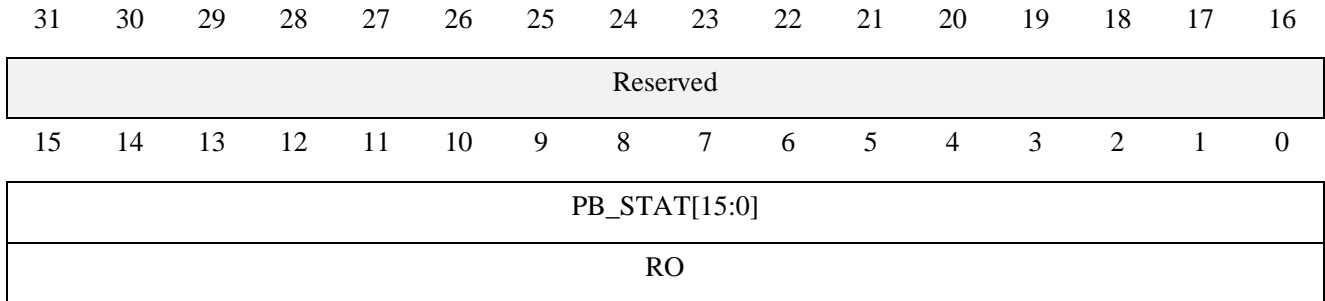 31 30 29 28 27 26 25 24 23 22 21 20 19 18 17 16
Reserved
15 14 13 12 11 10 9 8 7 6 5 4 3 2 1 0
PB_STAT[15:0]
RO